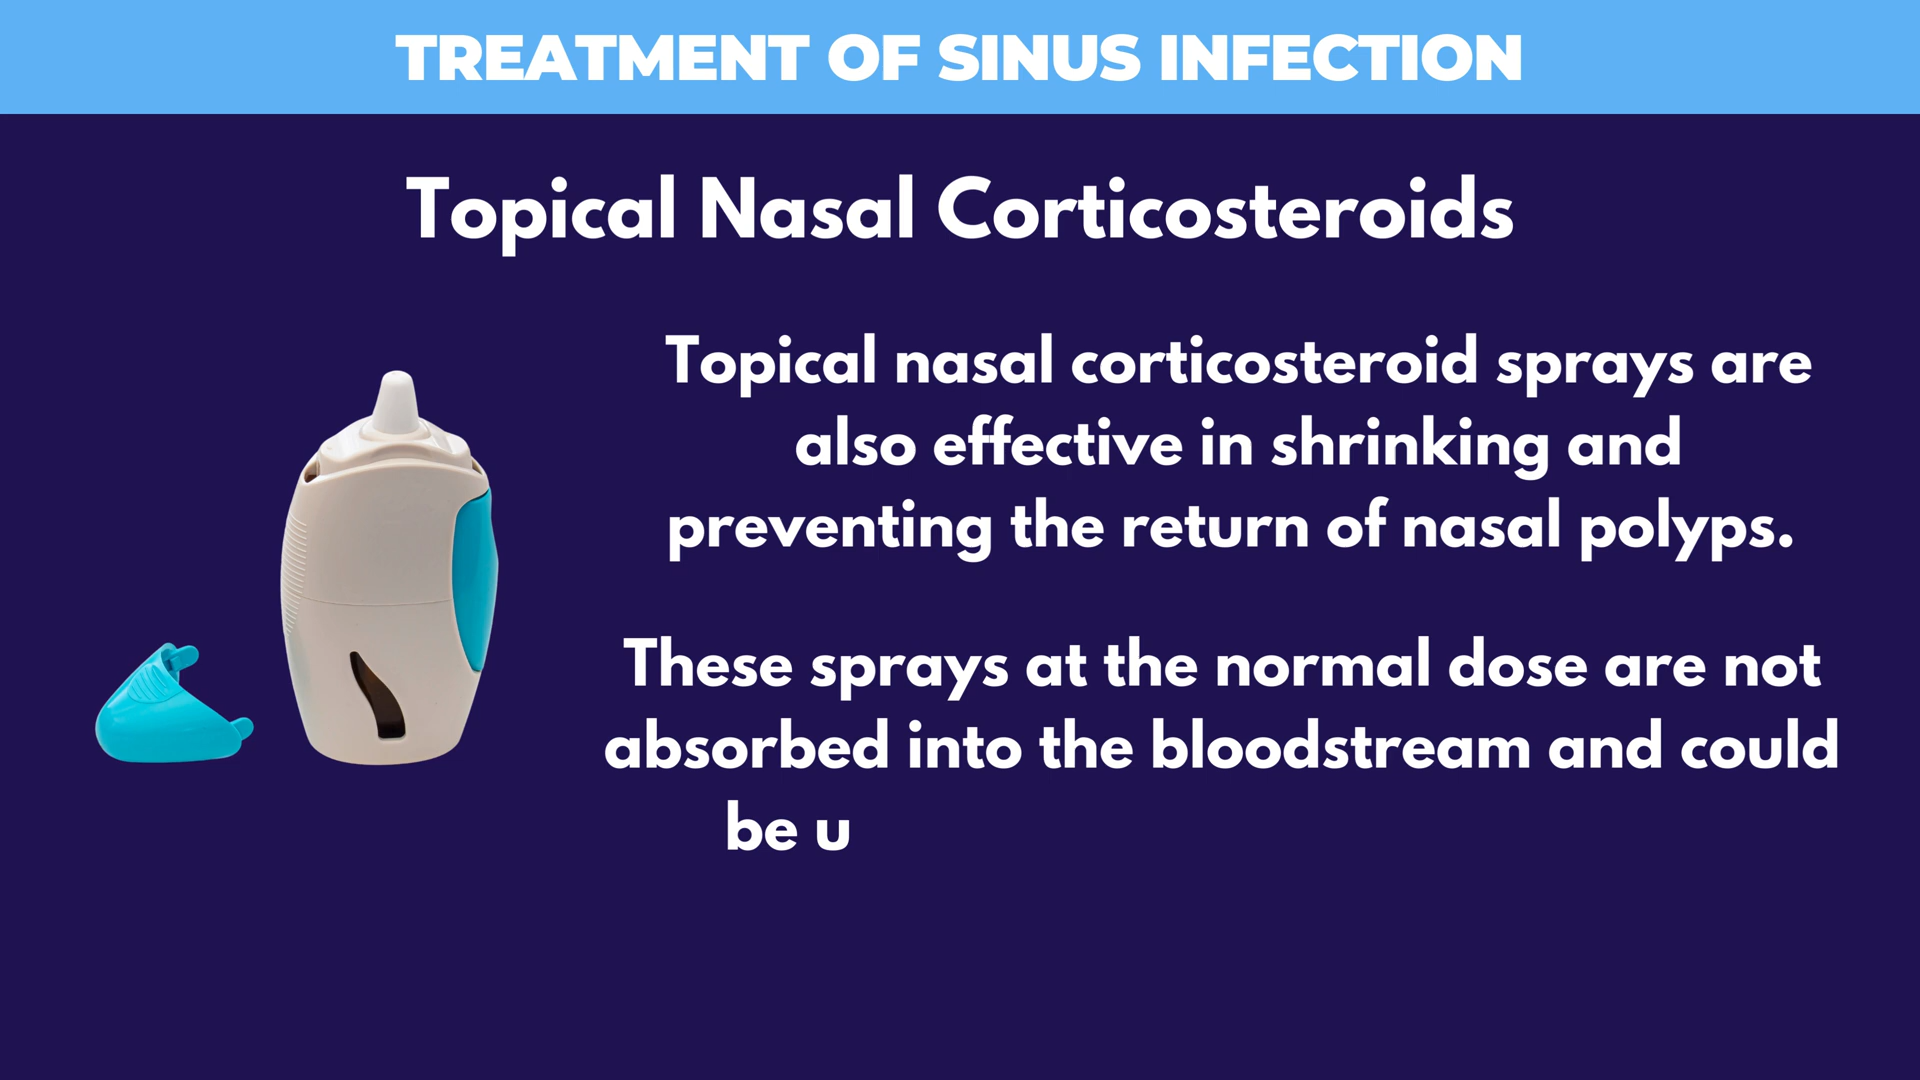 TREATMENT OF SINUS INFECTION
Topical Nasal Corticosteroids
Topical nasal corticosteroid sprays are
also effective in shrinking and
preventing the return of nasal polyps.
These sprays at the normal dose are not
absorbed into the bloodstream and could
be u